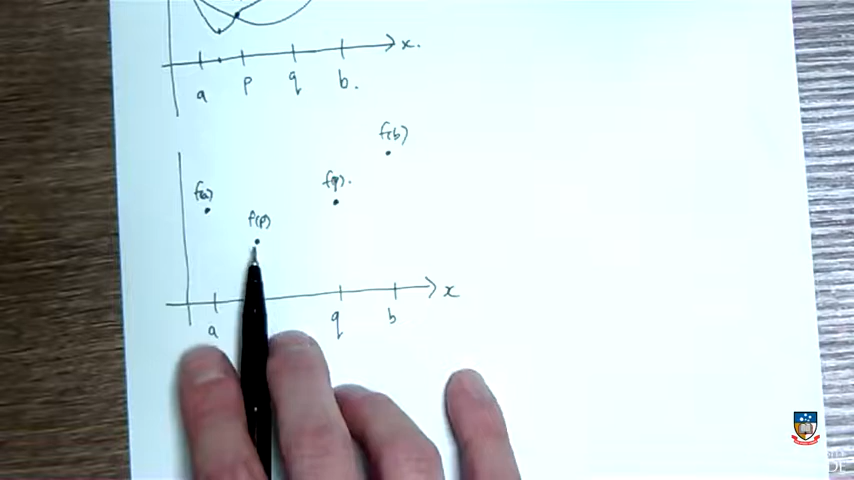 x.
a p q b.
f(b)
f(a) f(q).
f(p)
x
a q b